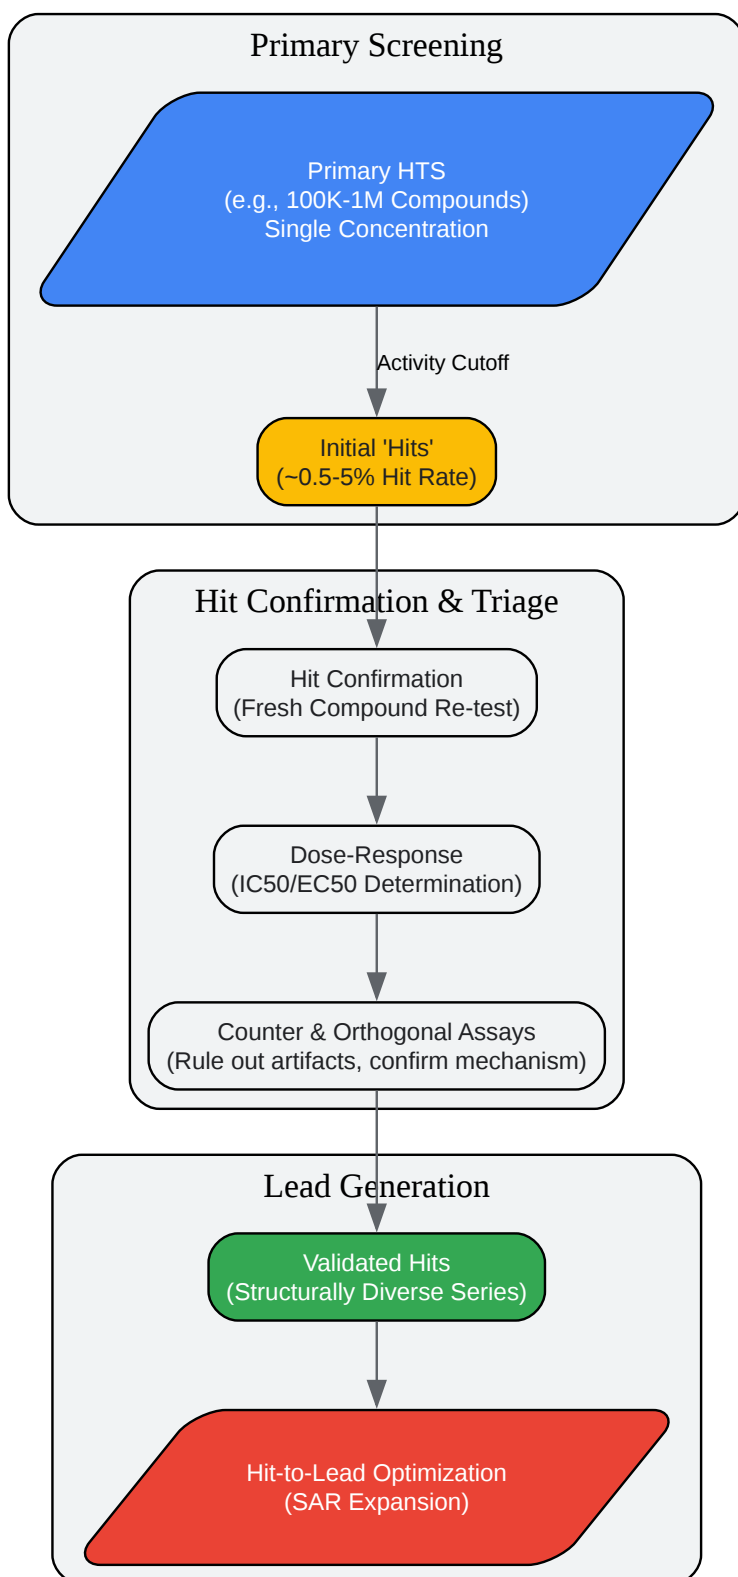 Primary Screening
Primary HTS
(e.g., 100K-1M Compounds)
Single Concentration
Activity Cutoff
Initial 'Hits'
(~0.5-5% Hit Rate)
Hit Confirmation & Triage
Hit Confirmation
(Fresh Compound Re-test)
Dose-Response
(IC50/EC50 Determination)
Counter & Orthogonal Assays
(Rule out artifacts, confirm mechanism)
Lead Generation
Validated Hits
(Structurally Diverse Series)
Hit-to-Lead Optimization
(SAR Expansion)